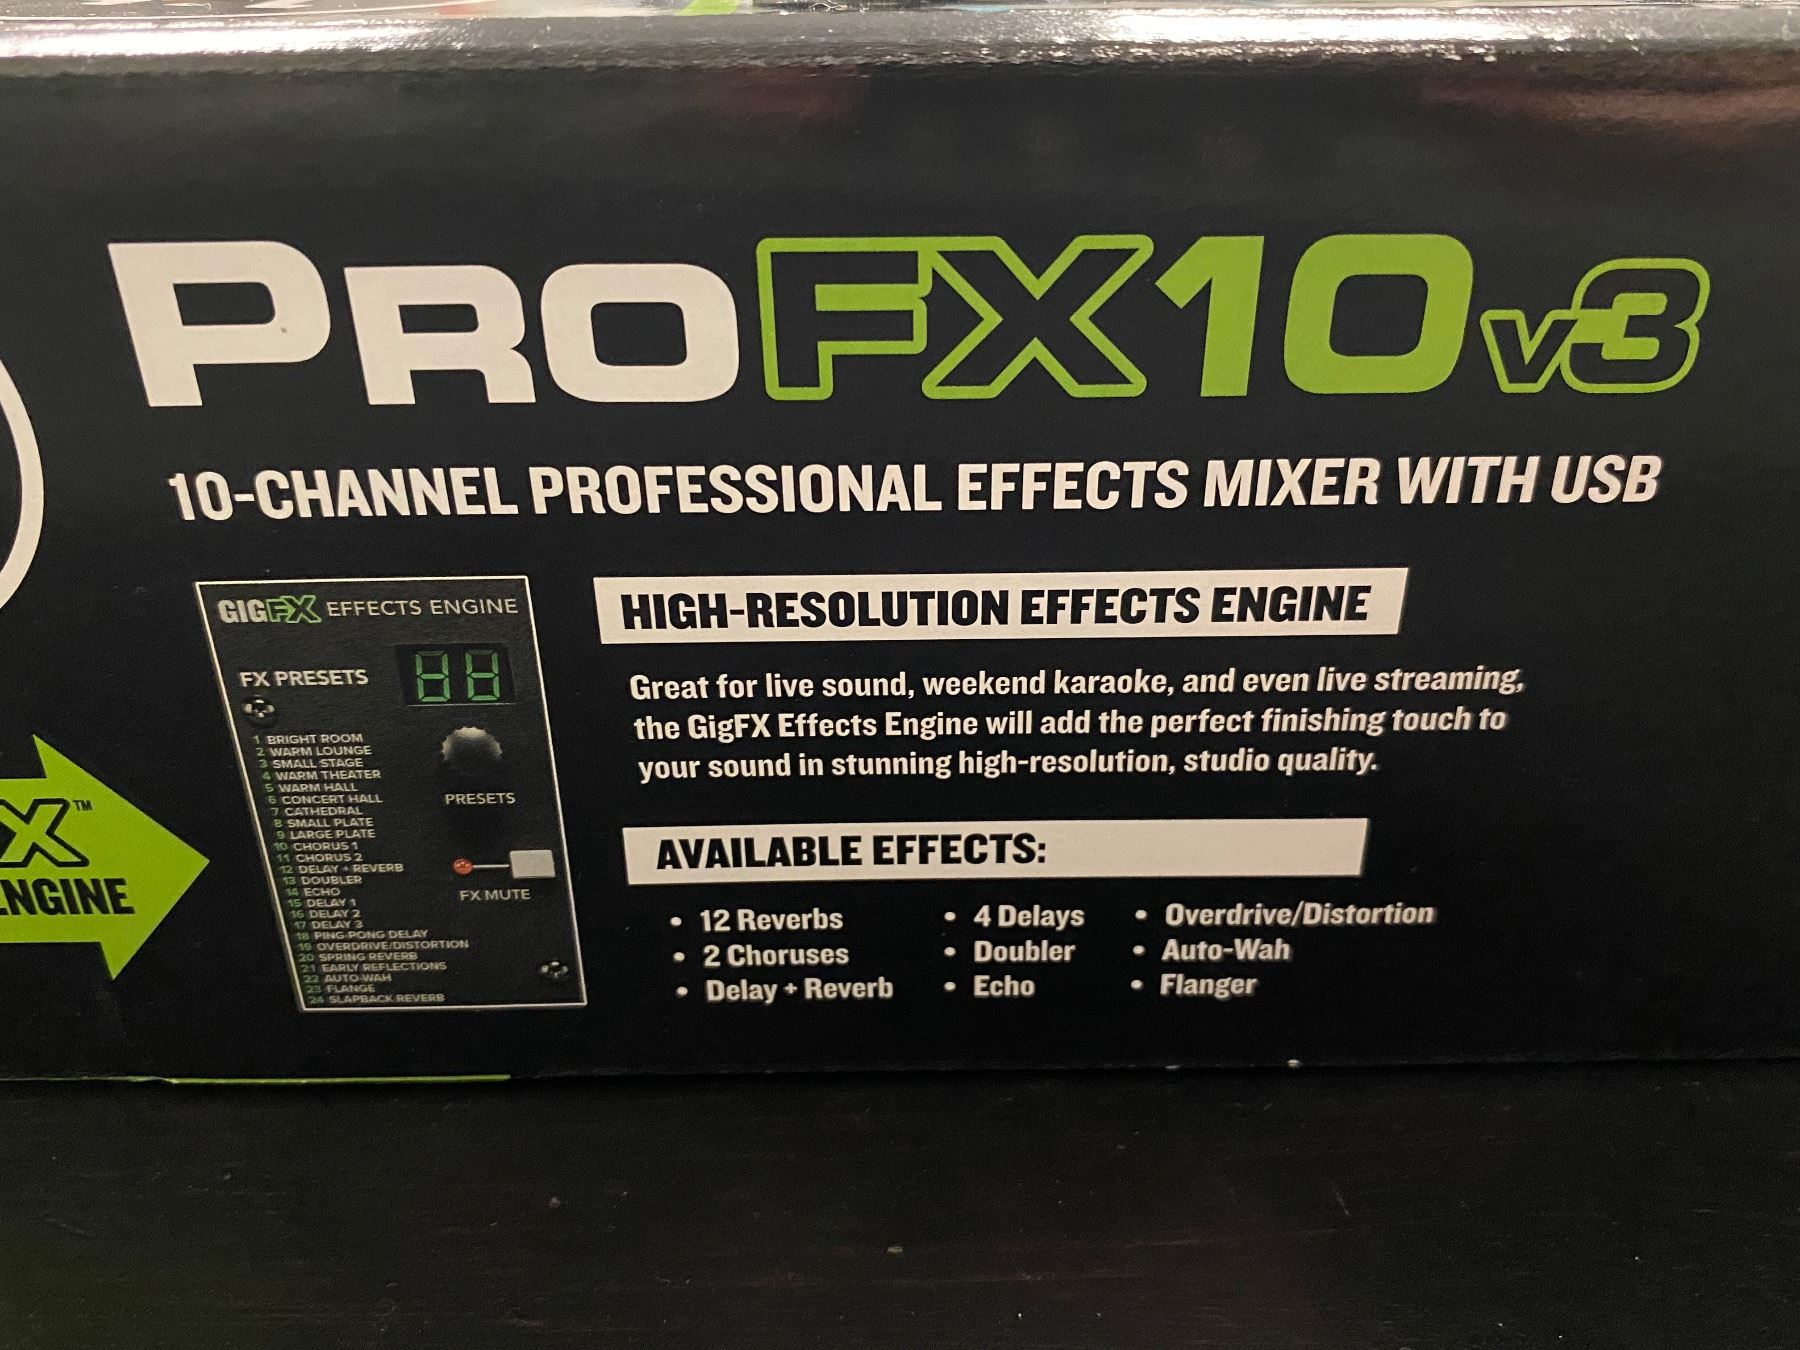 PROFX10v3
10-CHANNEL PROFESSIONAL EFFECTS MIXER WITH USB
X™
ENGINE
GIGFX EFFECTS ENGINE
FX PRESETS
88
1 BRIGHT ROOM
2 WARM LOUNGE
3 SMALL STAGE
4 WARM THEATER
5 WARM HALL
6 CONCERT HALL
7 CATHEDRAL
8 SMALL PLATE
9 LARGE PLATE
10 CHORUS 1
11 CHORUS 2
12 DELAY + REVERB
13 DOUBLER
14 ECHO
15 DELAY 1
16 DELAY 2
17 DELAY 3
18 PING-PONG DELAY
19 OVERDRIVE/DISTORTION
20 SPRING REVERB
21 EARLY REFLECTIONS
22 AUTO-WAH
23 FLANGE
24 SLAPBACK REVERB
PRESETS
FX MUTE
HIGH-RESOLUTION EFFECTS ENGINE
Great for live sound, weekend karaoke, and even live streaming,
the GigFX Effects Engine will add the perfect finishing touch to
your sound in stunning high-resolution, studio quality.
AVAILABLE EFFECTS:
• 12 Reverbs
• 2 Choruses
• Delay + Reverb
• 4 Delays
• Doubler
• Echo
• Overdrive/Distortion
• Auto-Wah
• Flanger